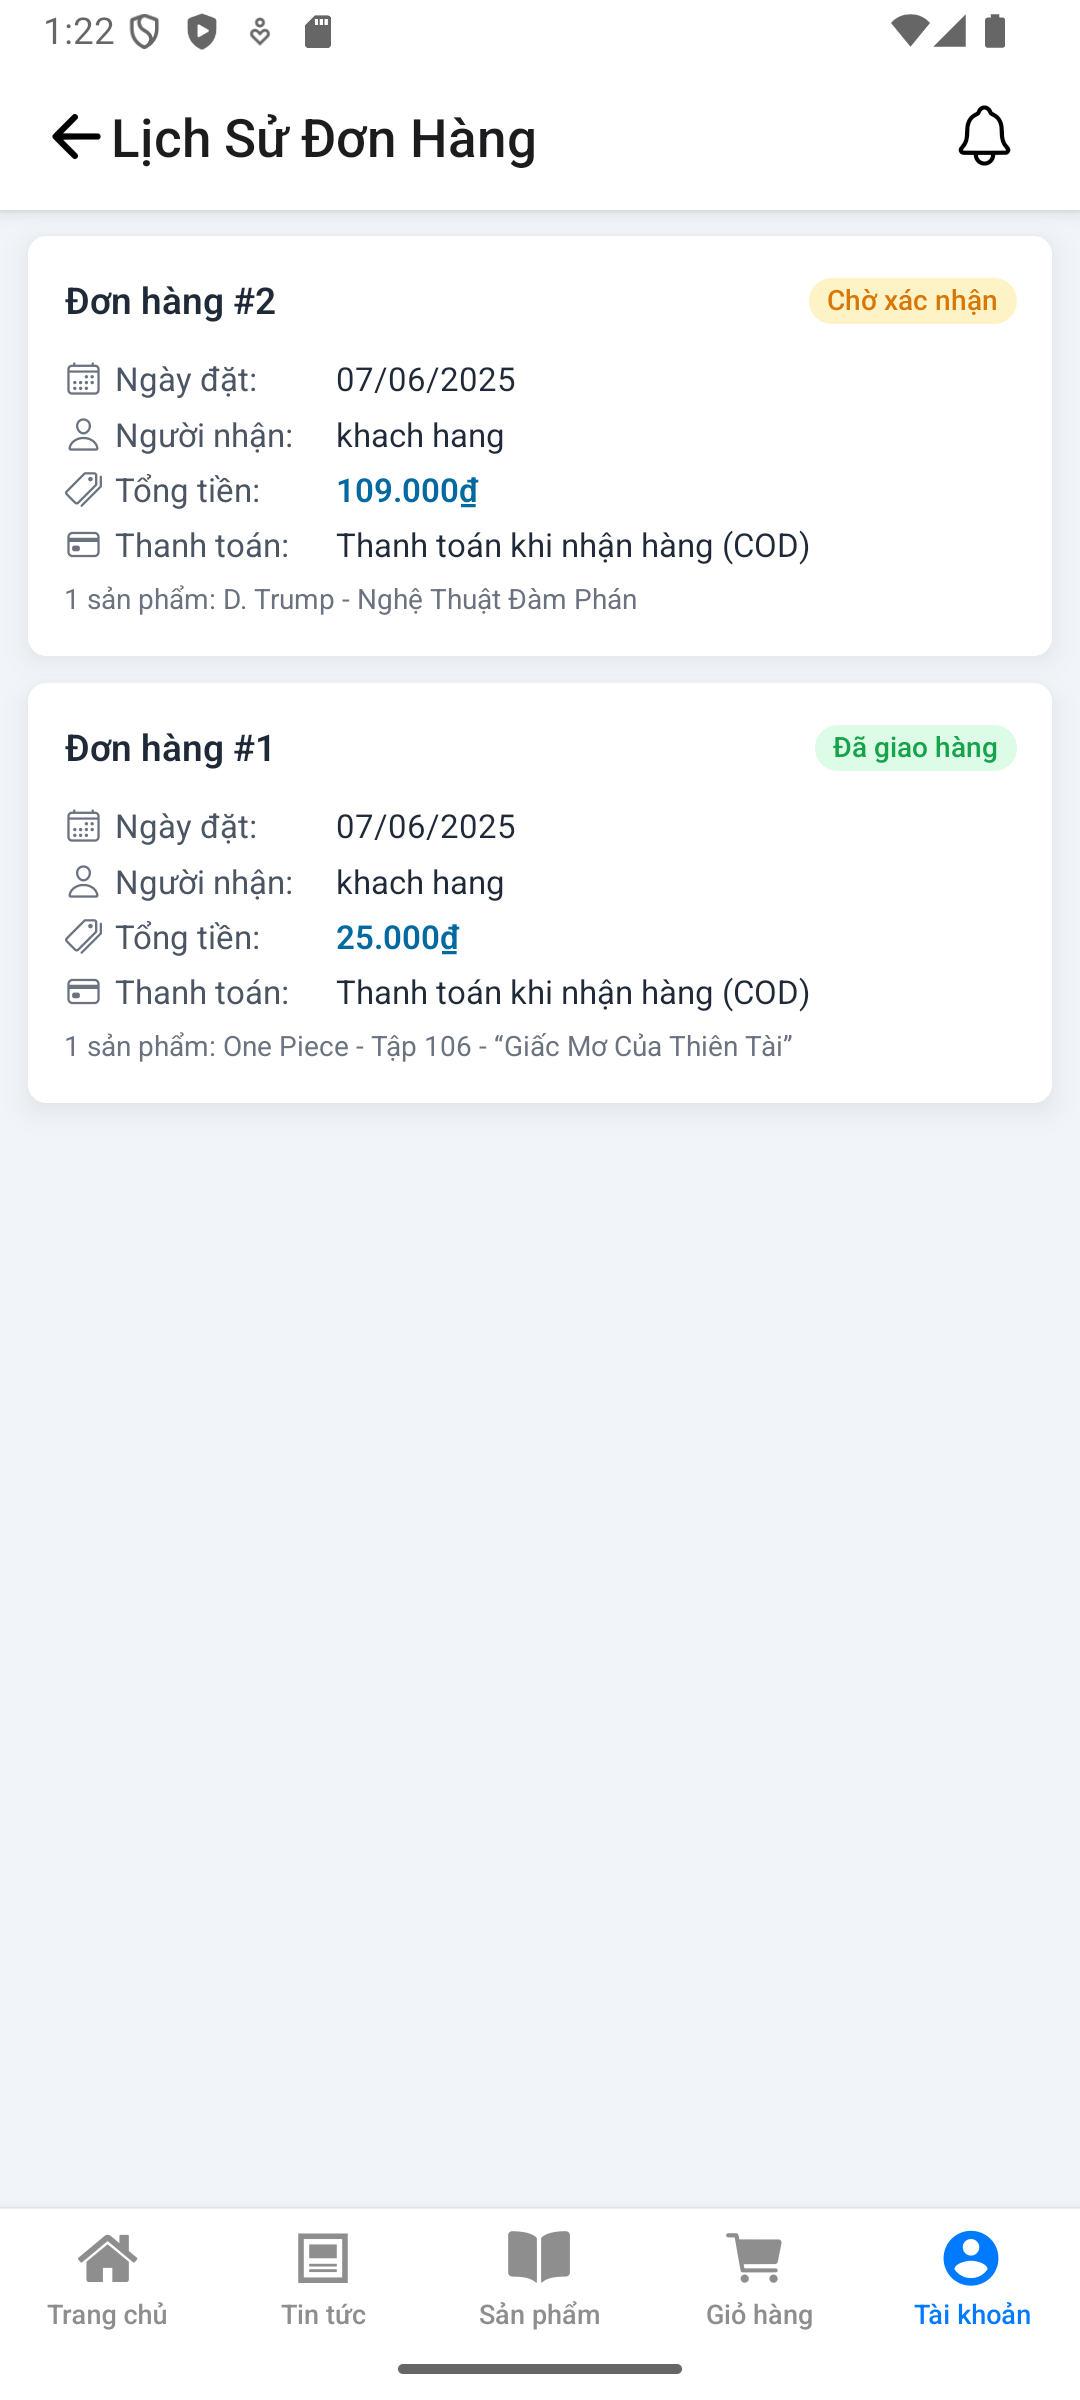 1:22
Lịch Sử Đơn Hàng
Đơn hàng #2
Chờ xác nhận
Ngày đặt: 07/06/2025
Người nhận: khach hang
Tổng tiền: 109.000₫
Thanh toán: Thanh toán khi nhận hàng (COD)
1 sản phẩm: D. Trump - Nghệ Thuật Đàm Phán
Đơn hàng #1
Đã giao hàng
Ngày đặt: 07/06/2025
Người nhận: khach hang
Tổng tiền: 25.000₫
Thanh toán: Thanh toán khi nhận hàng (COD)
1 sản phẩm: One Piece - Tập 106 - “Giấc Mơ Của Thiên Tài”
Trang chủ
Tin tức
Sản phẩm
Giỏ hàng
Tài khoản